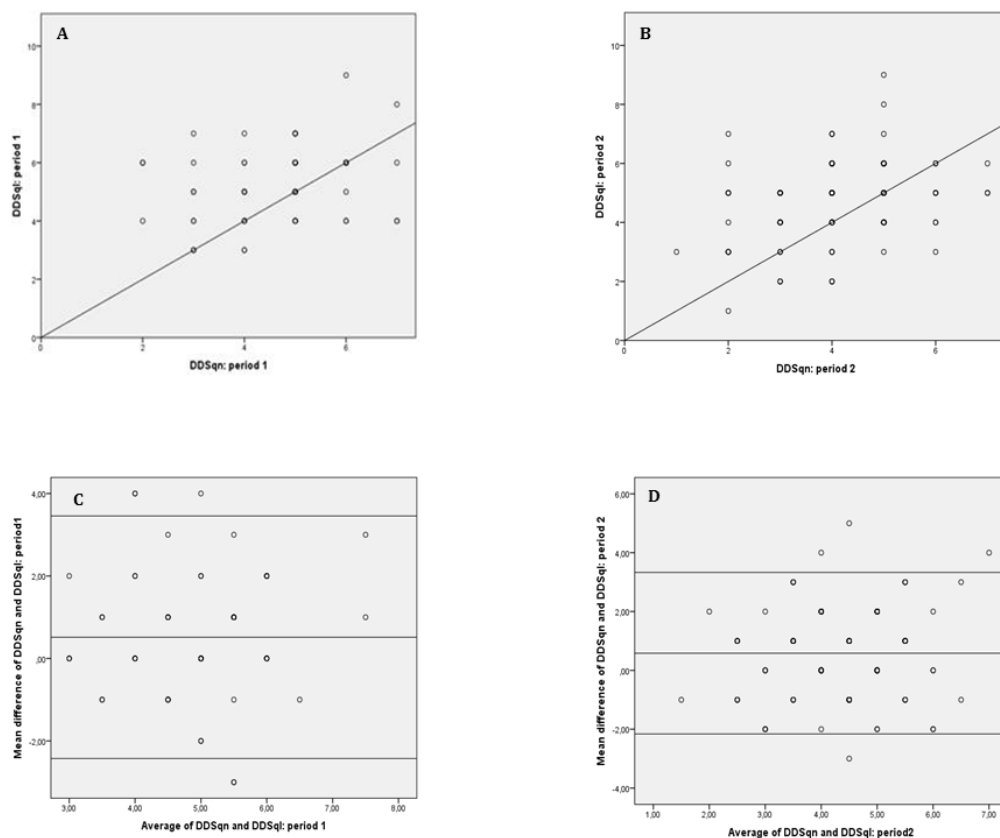 A
10
8
6
4
2
0
0 2 4 6
DDSql: period 1
DDSqn: period 1
B
10
8
6
4
2
0
0 2 4 6
DDSql: period 2
DDSqn: period 2
C
4,00
2,00
,00
-2,00
3,00 4,00 5,00 6,00 7,00 8,00
Mean difference of DDSqn and DDSql: period1
Average of DDSqn and DDSql: period 1
D
6,00
4,00
2,00
,00
-2,00
-4,00
1,00 2,00 3,00 4,00 5,00 6,00 7,00
Mean difference of DDSqn and DDSql: period 2
Average of DDSqn and DDSql: period2